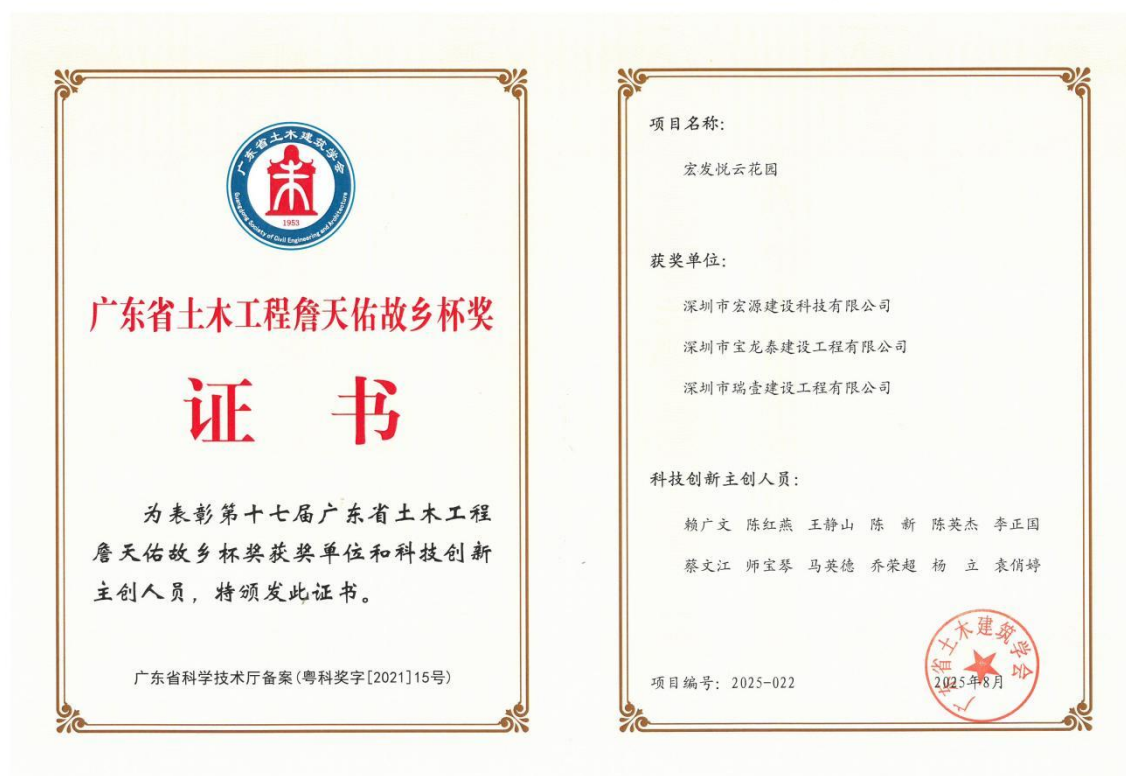 广东省土木建筑学会
1953
Guangdong Society of Civil Engineering and Architecture
广东省土木工程詹天佑故乡杯奖
证 书
为表彰第十七届广东省土木工程
詹天佑故乡杯奖获奖单位和科技创新
主创人员，特颁发此证书。
广东省科学技术厅备案(粤科奖字[2021]15号)
项目名称：
宏发悦云花园
获奖单位：
深圳市宏源建设科技有限公司
深圳市宝龙泰建设工程有限公司
深圳市瑞壹建设工程有限公司
科技创新主创人员：
赖广文 陈红燕 王静山 陈 新 陈英杰 李正国
蔡文江 师宝琴 马英德 乔荣超 杨 立 袁俏婷
项目编号：2025-022
2025年8月
广东省土木建筑学会